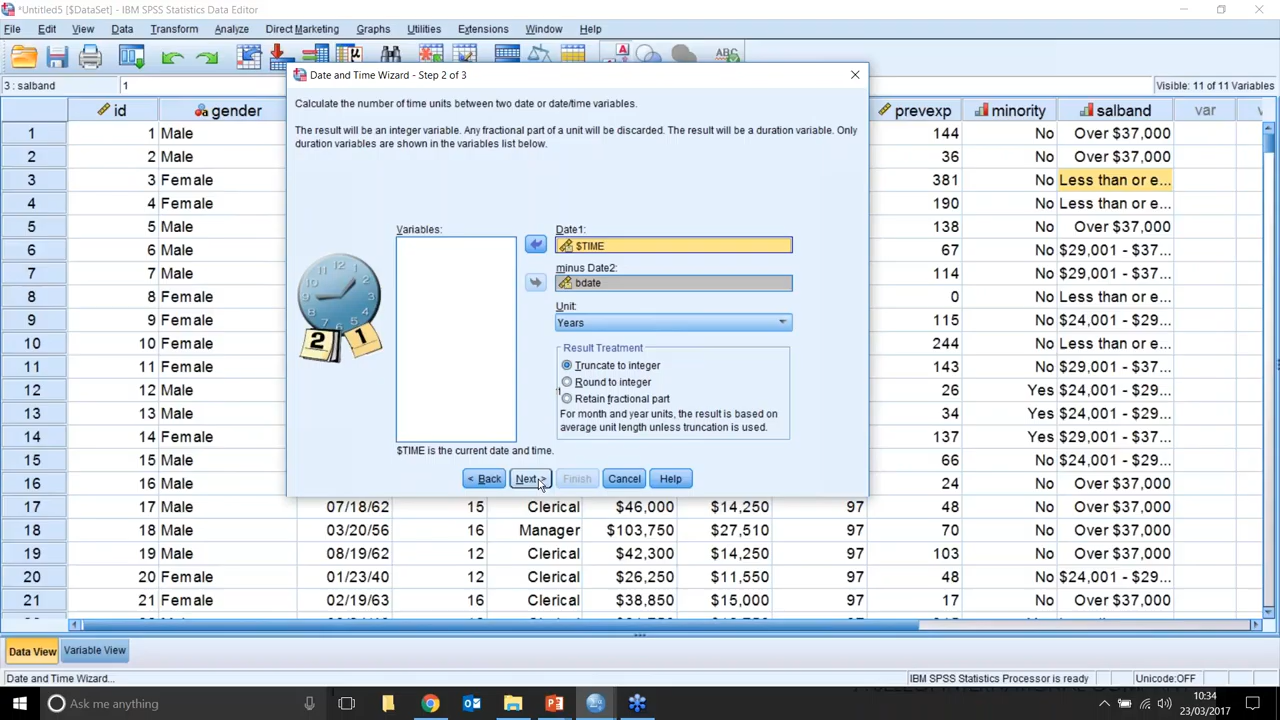 *Untitled5 [$DataSet] - IBM SPSS Statistics Data Editor
File Edit View Data Transform Analyze Direct Marketing Graphs Utilities Extensions Window Help
3 : salband 1 Visible: 11 of 11 Variables
id gender prevexp minority salband var
1 1 Male 144 No Over $37,000
2 2 Male 36 No Over $37,000
3 3 Female 381 No Less than or e...
4 4 Female 190 No Less than or e...
5 5 Male 138 No Over $37,000
6 6 Male 67 No $29,001 - $37...
7 7 Male 114 No $29,001 - $37...
8 8 Female 0 No Less than or e...
9 9 Female 115 No $24,001 - $29...
10 10 Female 244 No Less than or e...
11 11 Female 143 No $29,001 - $37...
12 12 Male 26 Yes $24,001 - $29...
13 13 Male 34 Yes $24,001 - $29...
14 14 Female 137 Yes $29,001 - $37...
15 15 Male 66 No $24,001 - $29...
16 16 Male 24 No Over $37,000
17 17 Male 07/18/62 15 Clerical $46,000 $14,250 97 48 No Over $37,000
18 18 Male 03/20/56 16 Manager $103,750 $27,510 97 70 No Over $37,000
19 19 Male 08/19/62 12 Clerical $42,300 $14,250 97 103 No Over $37,000
20 20 Female 01/23/40 12 Clerical $26,250 $11,550 97 48 No $24,001 - $29...
21 21 Female 02/19/63 16 Clerical $38,850 $15,000 97 17 No Over $37,000
Date and Time Wizard - Step 2 of 3
Calculate the number of time units between two date or date/time variables.
The result will be an integer variable. Any fractional part of a unit will be discarded. The result will be a duration variable. Only
duration variables are shown in the variables list below.
Variables:
Date1:
$TIME
minus Date2:
bdate
Unit:
Years
Result Treatment
Truncate to integer
Round to integer
Retain fractional part
For month and year units, the result is based on
average unit length unless truncation is used.
$TIME is the current date and time.
< Back Next > Finish Cancel Help
Data View Variable View
Date and Time Wizard... IBM SPSS Statistics Processor is ready Unicode:OFF
Ask me anything
10:34
23/03/2017